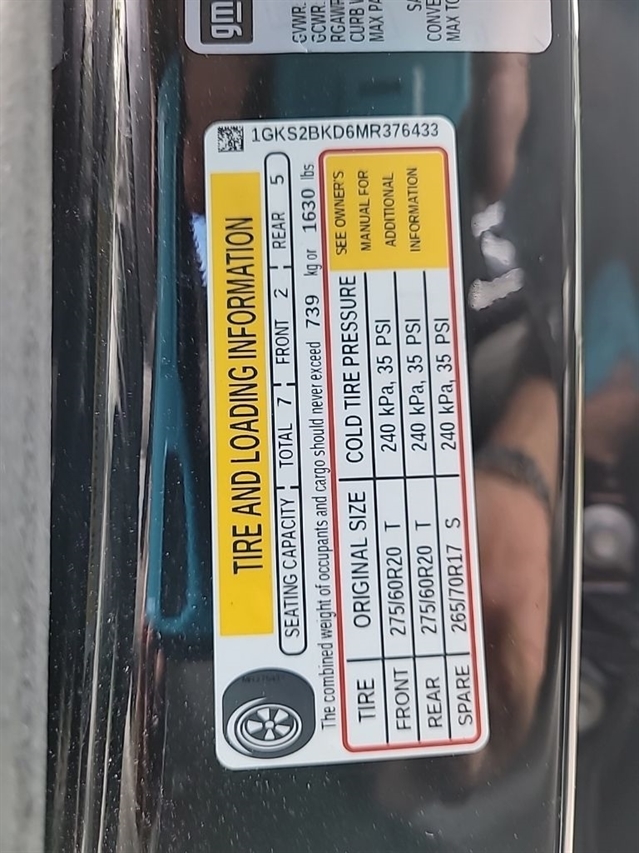 gm
GVWR
GCWR
RGAWR
CURB
MAX
CONVE
MAX
1GKS2BKD6MR376433
TIRE AND LOADING INFORMATION
SEATING CAPACITY TOTAL 7 FRONT 2 REAR 5
The combined weight of occupants and cargo should never exceed 739 kg or 1630 lbs
TIRE ORIGINAL SIZE COLD TIRE PRESSURE
FRONT 275/60R20 T 240 kPa, 35 PSI
REAR 275/60R20 T 240 kPa, 35 PSI
SPARE 265/70R17 S 240 kPa, 35 PSI
SEE OWNER'S
MANUAL FOR
ADDITIONAL
INFORMATION